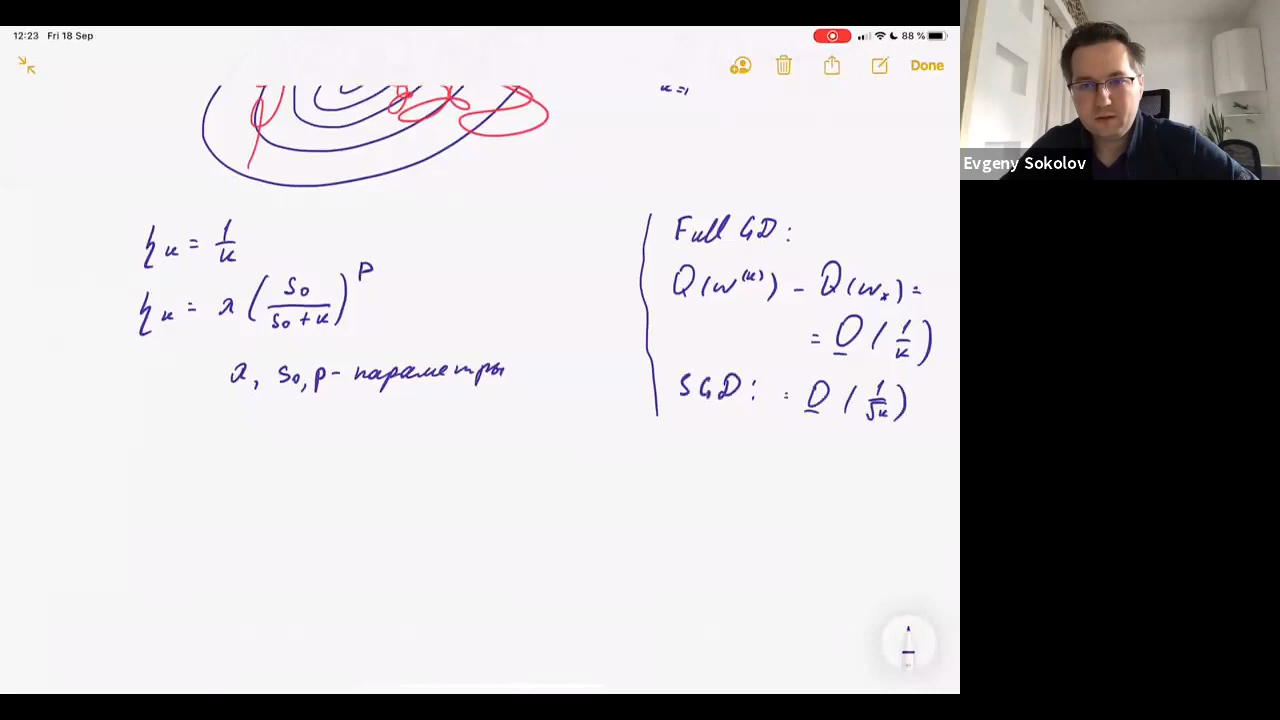 12:23 Fri 18 Sep
88 %
Done
Evgeny Sokolov
k=1
η_k = 1/k
η_k = λ (s₀/(s₀+k))^p
λ, s₀, p - параметры
Full GD:
Q(w^(k)) - Q(w_*) =
= O(1/k)
SGD: = O(1/√k)